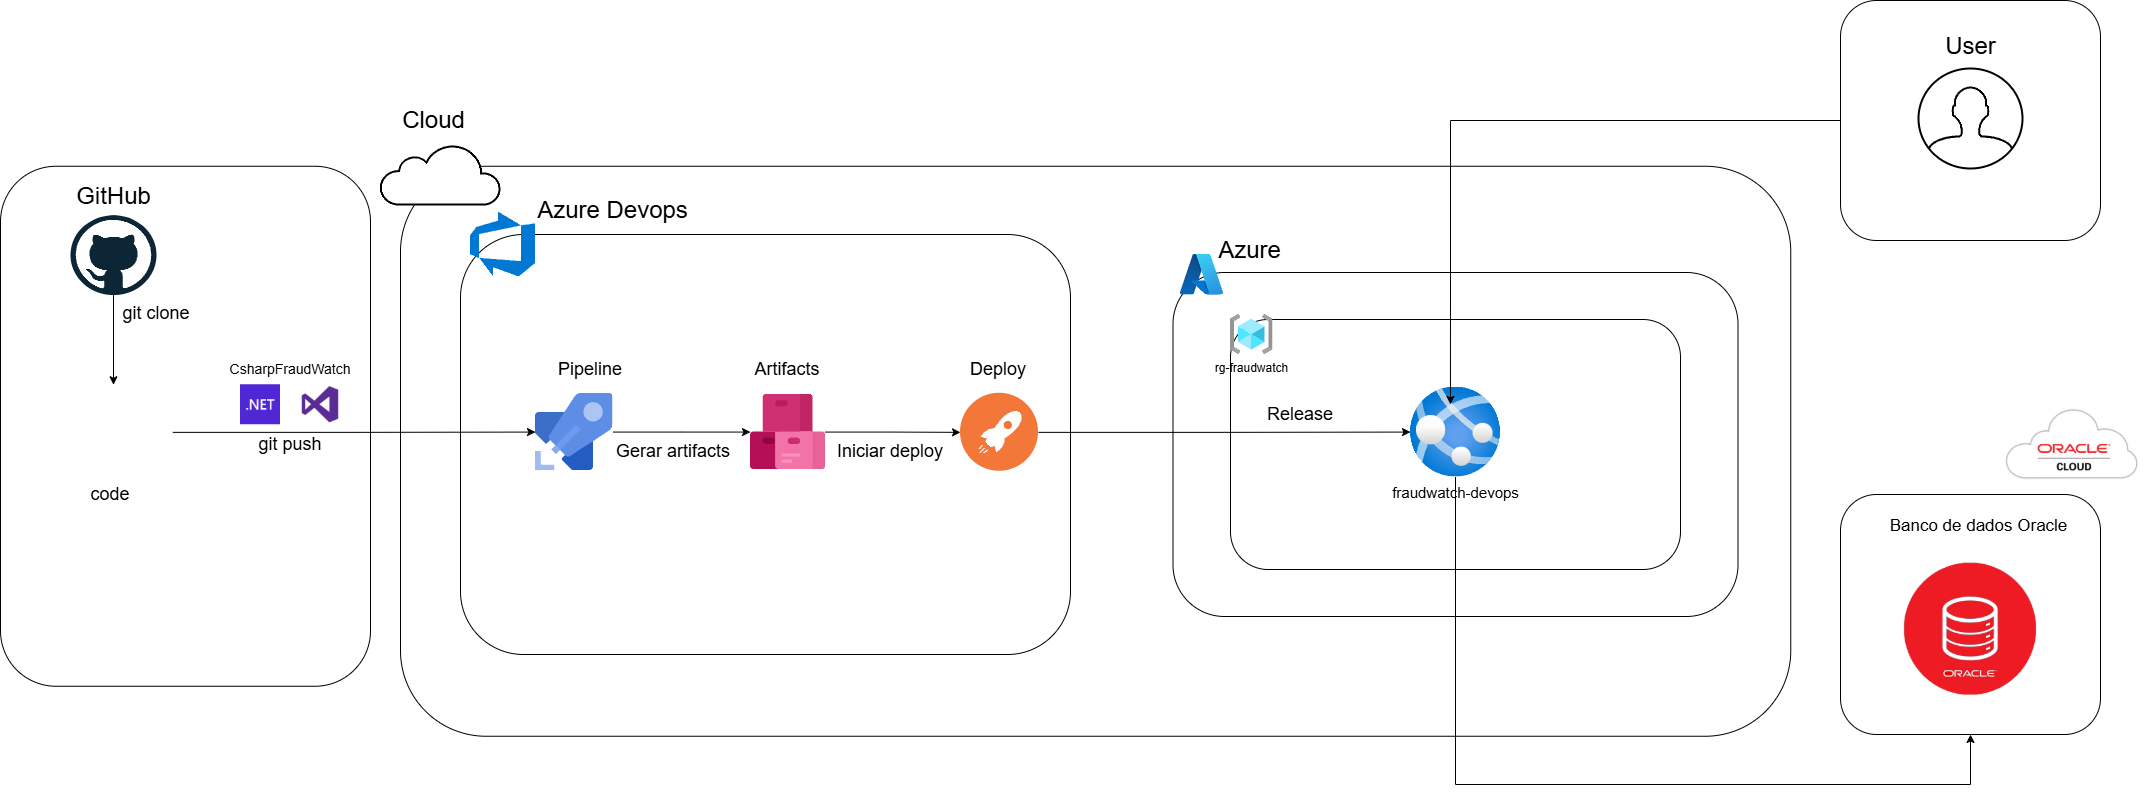 User
Cloud
GitHub
Azure Devops
Azure
git clone
CsharpFraudWatch
.NET
git push
code
Pipeline
Artifacts
Deploy
Gerar artifacts
Iniciar deploy
rg-fraudwatch
Release
fraudwatch-devops
ORACLE
CLOUD
Banco de dados Oracle
ORACLE